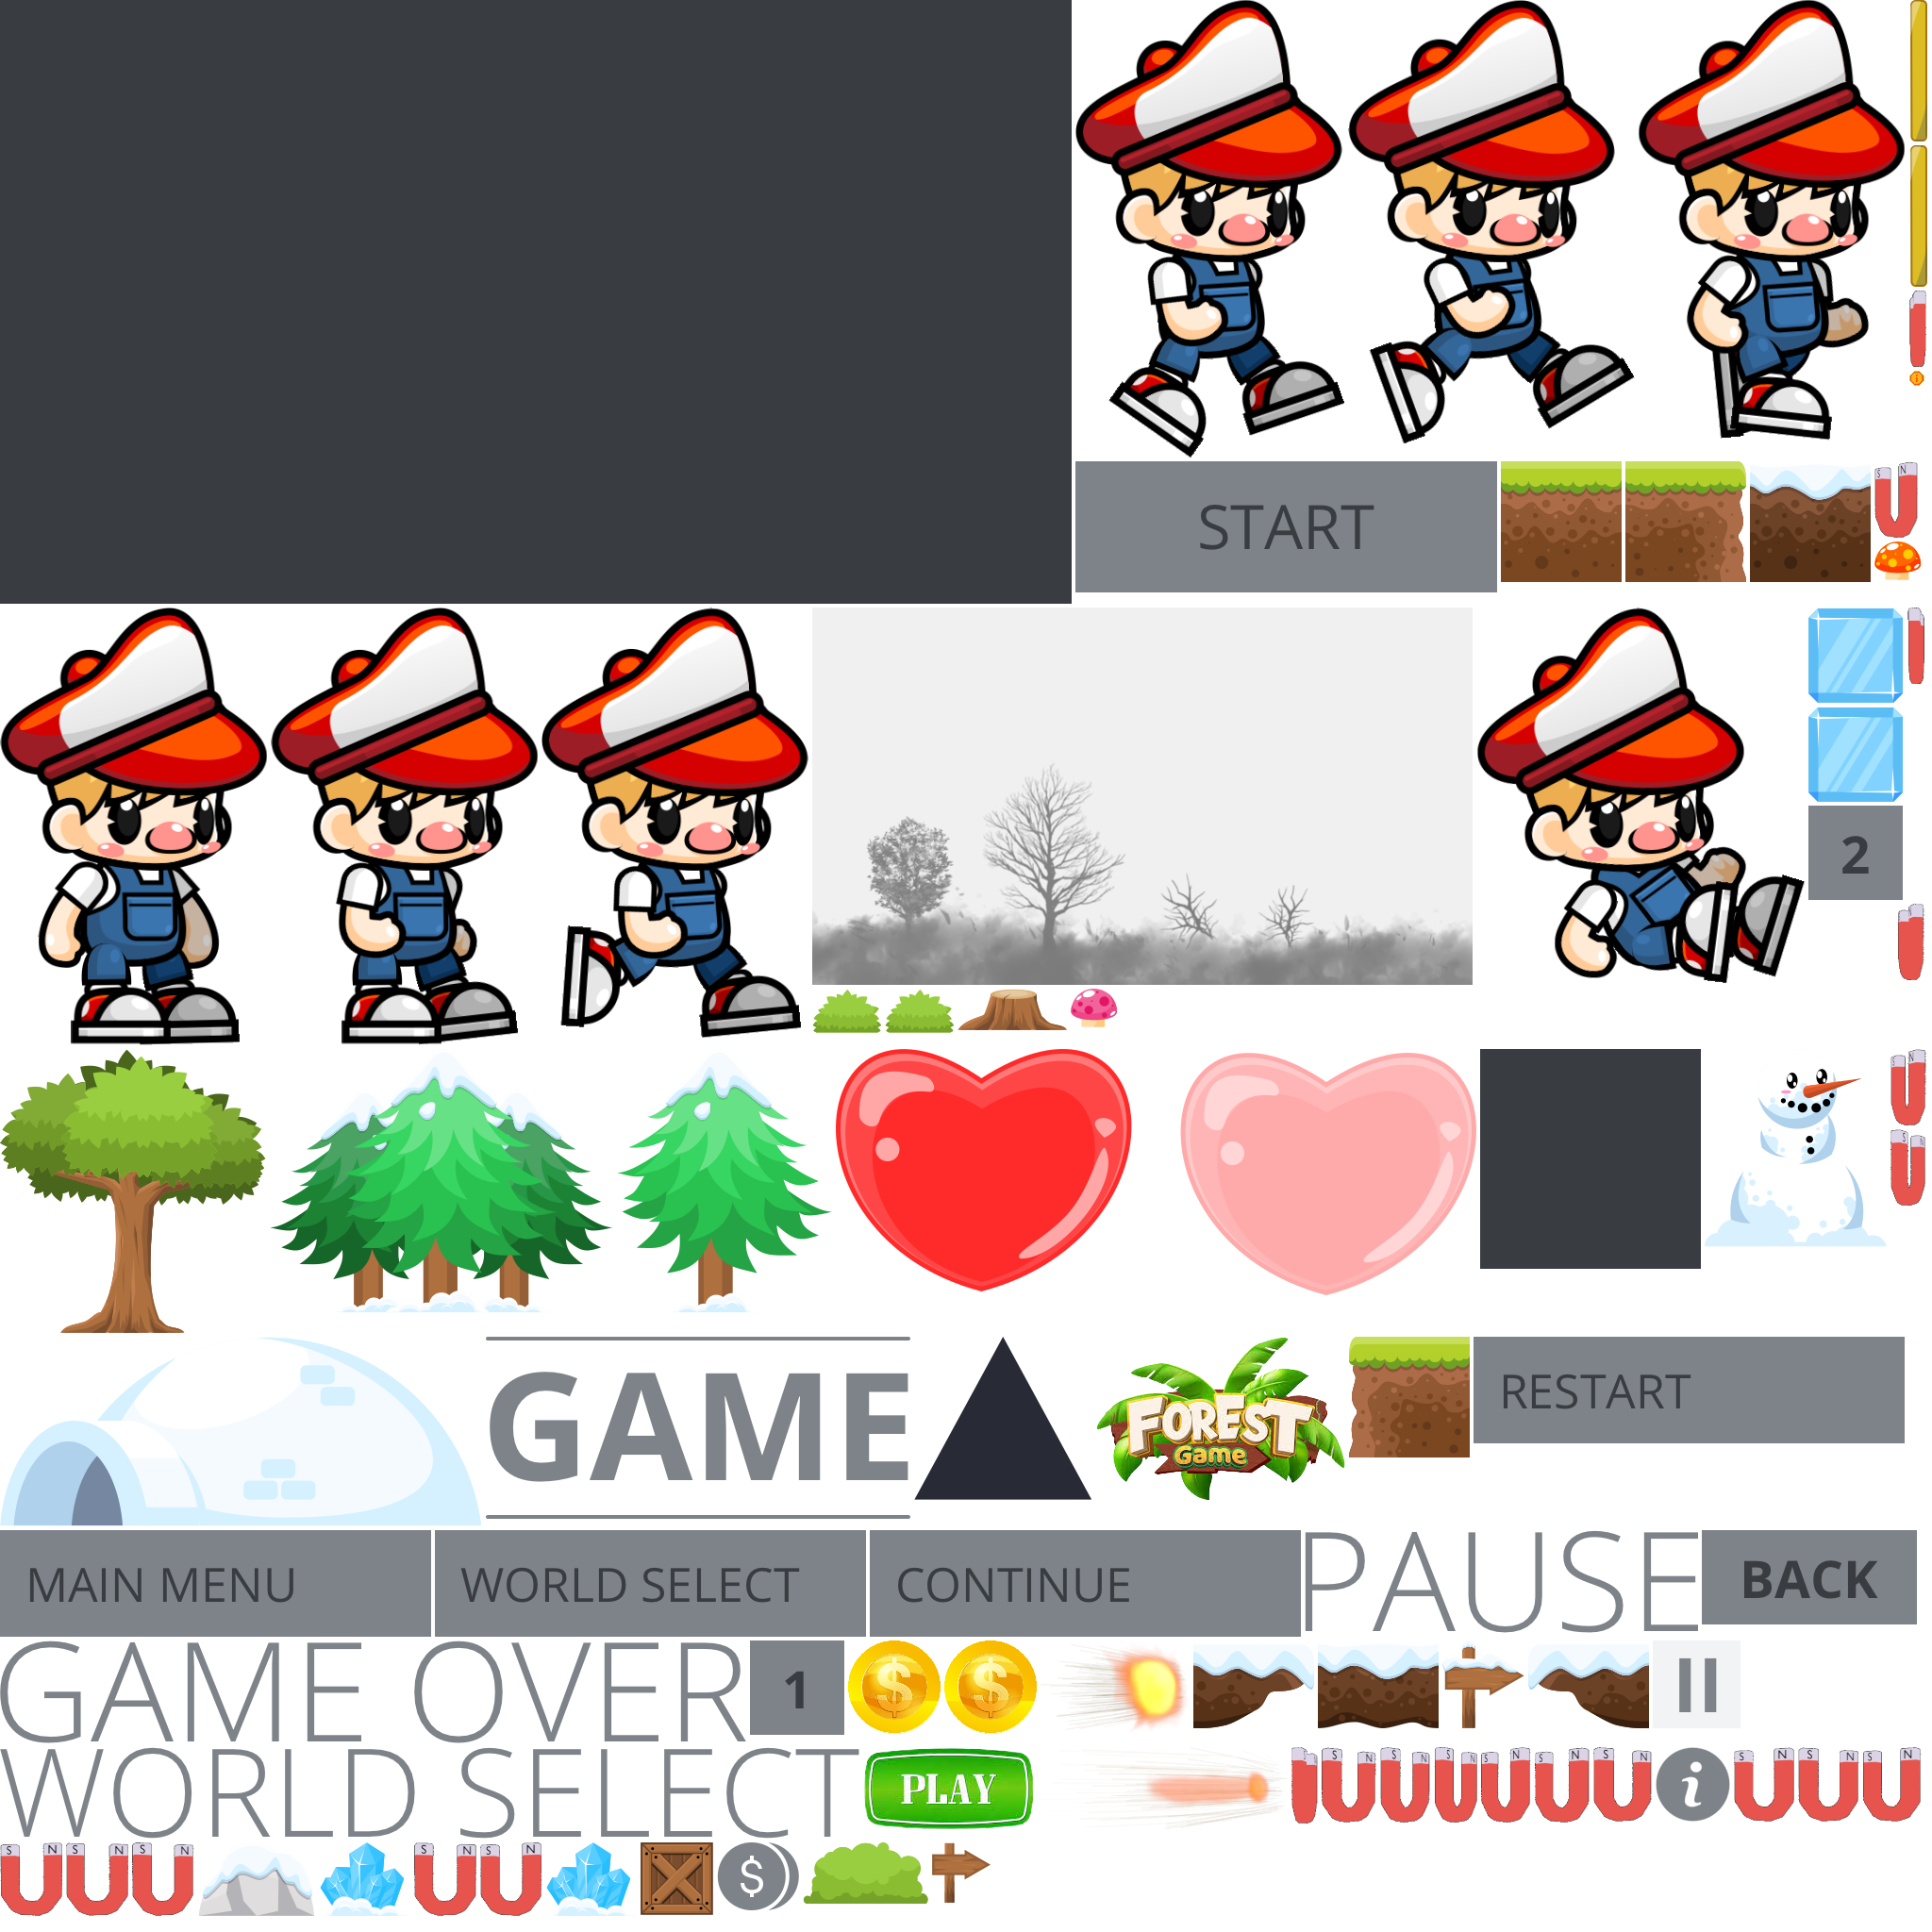 START
2
GAME
FOREST
Game
RESTART
MAIN MENU
WORLD SELECT
CONTINUE
PAUSE
BACK
GAME OVER
1
$
$
WORLD SELECT
PLAY
i
$